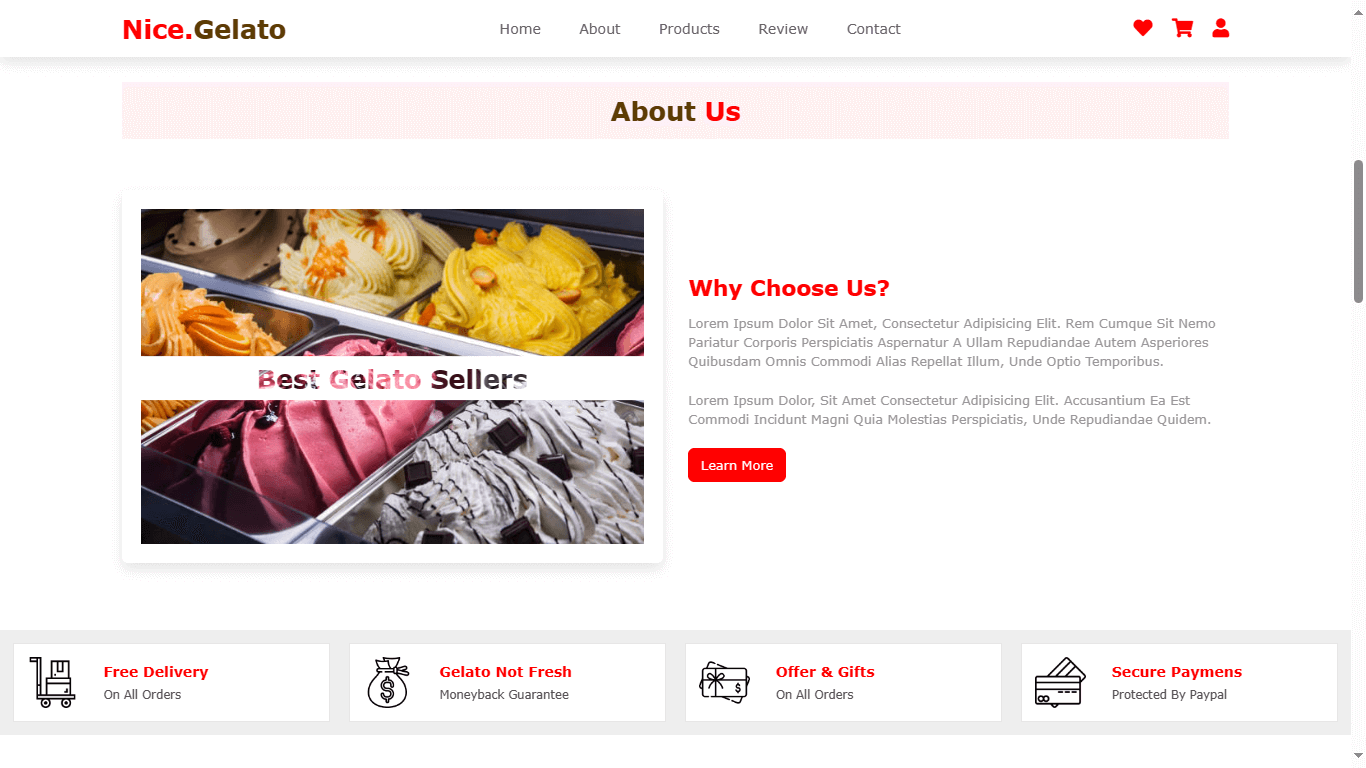 Nice.Gelato
Home About Products Review Contact
About Us
Best Gelato Sellers
Why Choose Us?
Lorem Ipsum Dolor Sit Amet, Consectetur Adipisicing Elit. Rem Cumque Sit Nemo
Pariatur Corporis Perspiciatis Aspernatur A Ullam Repudiandae Autem Asperiores
Quibusdam Omnis Commodi Alias Repellat Illum, Unde Optio Temporibus.
Lorem Ipsum Dolor, Sit Amet Consectetur Adipisicing Elit. Accusantium Ea Est
Commodi Incidunt Magni Quia Molestias Perspiciatis, Unde Repudiandae Quidem.
Learn More
Free Delivery
On All Orders
Gelato Not Fresh
Moneyback Guarantee
Offer & Gifts
On All Orders
Secure Paymens
Protected By Paypal